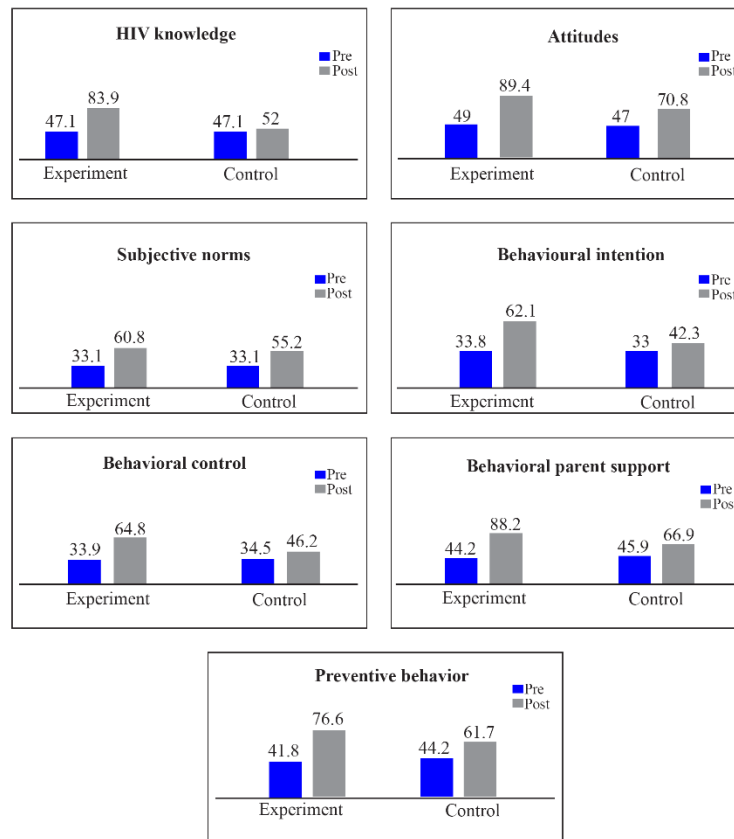 HIV knowledge
Pre
Post
47.1 83.9 47.1 52
Experiment Control
Attitudes
Pre
Post
49 89.4 47 70.8
Experiment Control
Subjective norms
Pre
Post
33.1 60.8 33.1 55.2
Experiment Control
Behavioural intention
Pre
Post
33.8 62.1 33 42.3
Experiment Control
Behavioral control
Pre
Post
33.9 64.8 34.5 46.2
Experiment Control
Behavioral parent support
Pre
Post
44.2 88.2 45.9 66.9
Experiment Control
Preventive behavior
Pre
Post
41.8 76.6 44.2 61.7
Experiment Control